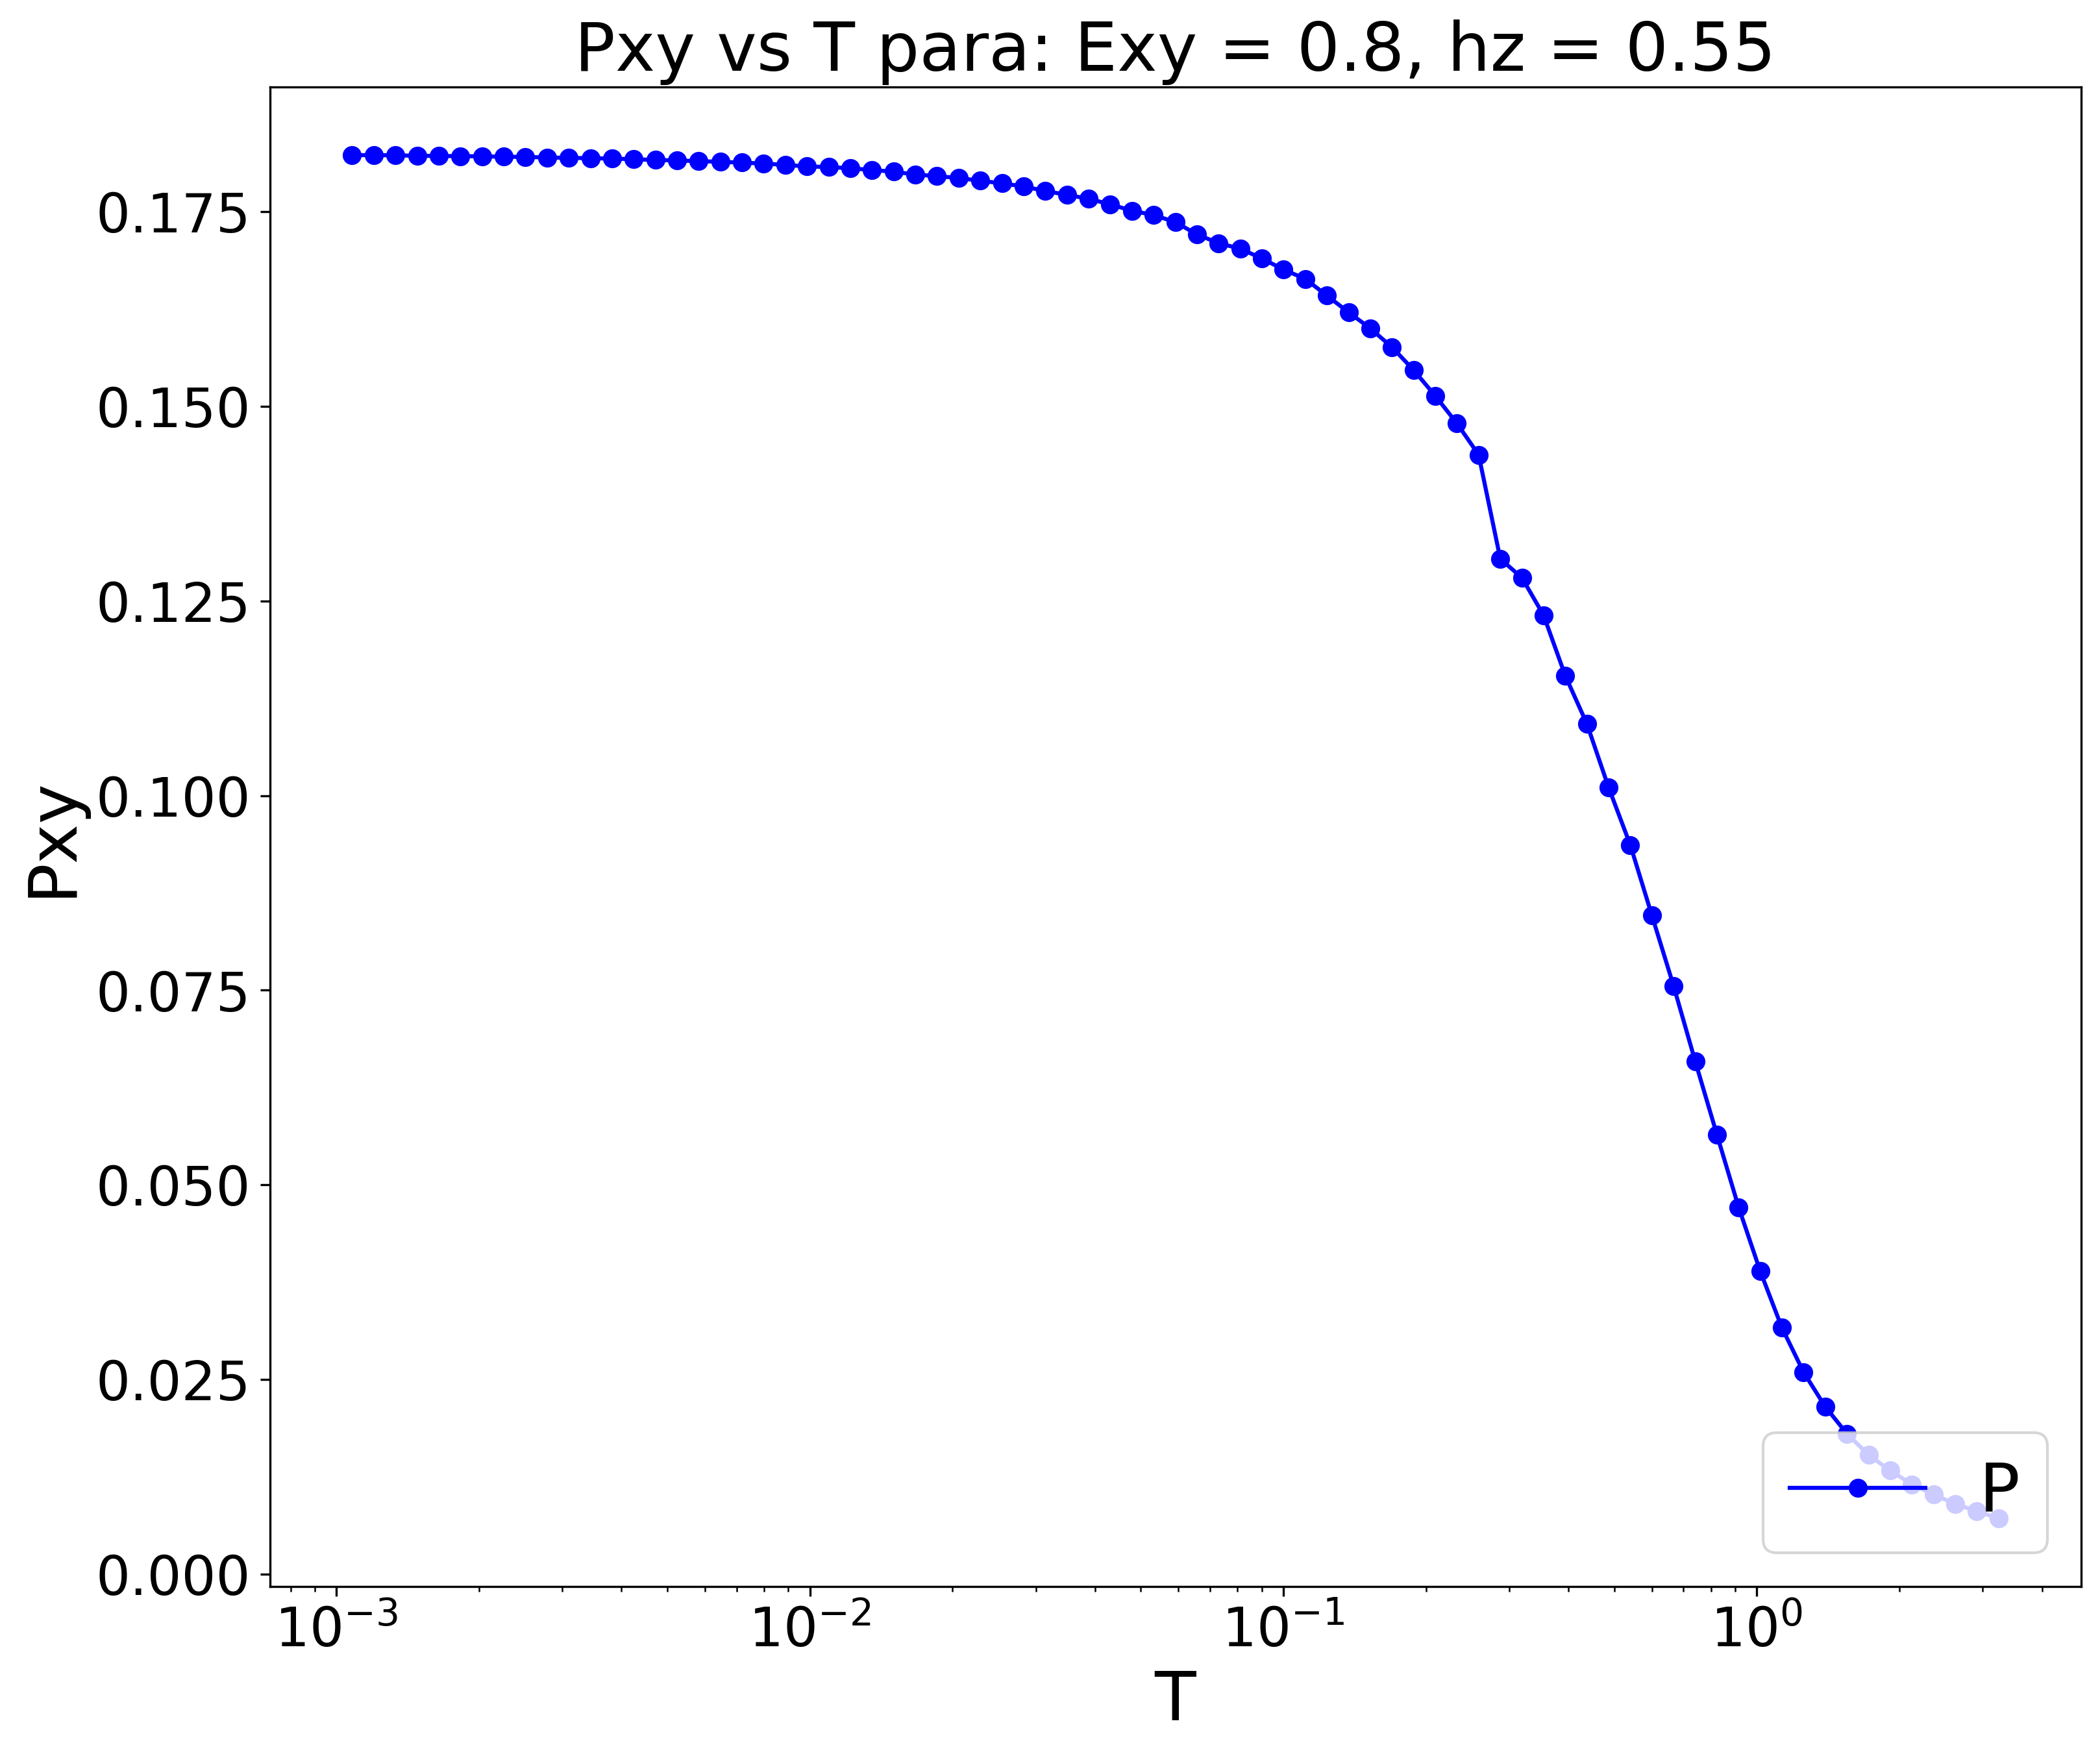 Pxy vs T para: Exy = 0.8, hz = 0.55
Pxy
0.175
0.150
0.125
0.100
0.075
0.050
0.025
0.000
P
10⁻³ 10⁻² 10⁻¹ 10⁰
T